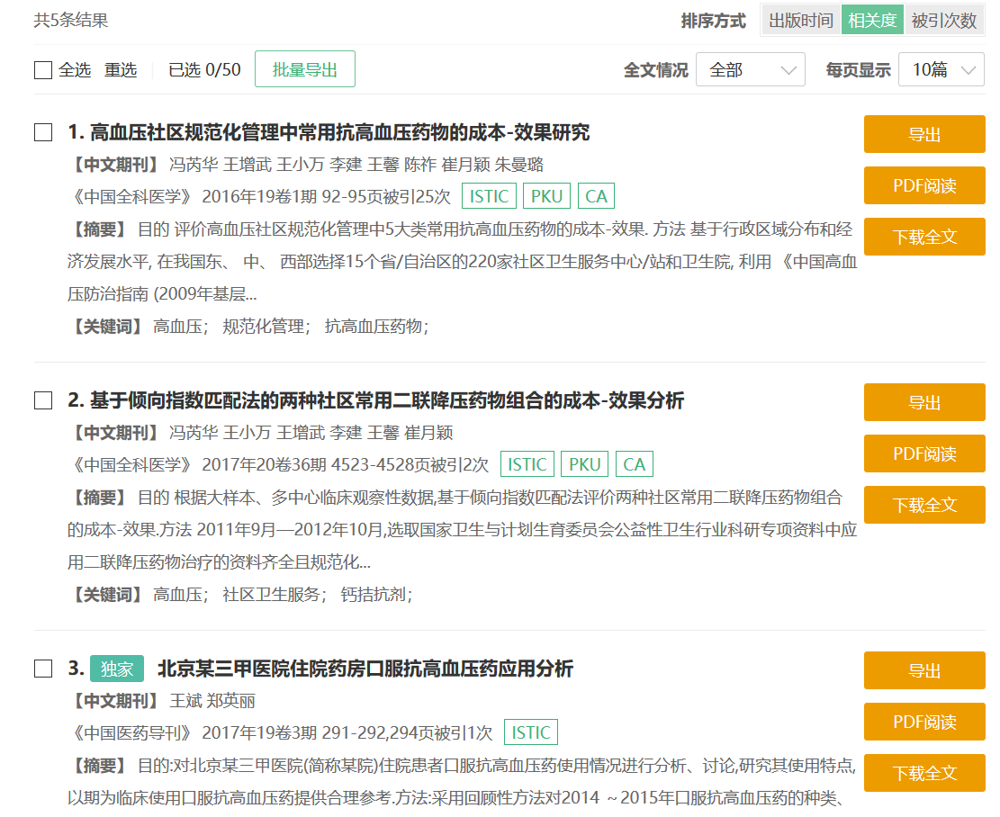 共5条结果
排序方式 出版时间 相关度 被引次数
全选 重选 已选 0/50 批量导出 全文情况 全部 每页显示 10篇
1. 高血压社区规范化管理中常用抗高血压药物的成本-效果研究
导出
【中文期刊】 冯芮华 王增武 王小万 李建 王馨 陈祚 崔月颖 朱曼璐
PDF阅读
《中国全科医学》 2016年19卷1期 92-95页被引25次 ISTIC PKU CA
【摘要】 目的 评价高血压社区规范化管理中5大类常用抗高血压药物的成本-效果. 方法 基于行政区域分布和经
下载全文
济发展水平, 在我国东、 中、 西部选择15个省/自治区的220家社区卫生服务中心/站和卫生院, 利用 《中国高血
压防治指南 (2009年基层...
【关键词】 高血压； 规范化管理； 抗高血压药物；
2. 基于倾向指数匹配法的两种社区常用二联降压药物组合的成本-效果分析
导出
【中文期刊】 冯芮华 王小万 王增武 李建 王馨 崔月颖
PDF阅读
《中国全科医学》 2017年20卷36期 4523-4528页被引2次 ISTIC PKU CA
【摘要】 目的 根据大样本、多中心临床观察性数据,基于倾向指数匹配法评价两种社区常用二联降压药物组合
下载全文
的成本-效果.方法 2011年9月—2012年10月,选取国家卫生与计划生育委员会公益性卫生行业科研专项资料中应
用二联降压药物治疗的资料齐全且规范化...
【关键词】 高血压； 社区卫生服务； 钙拮抗剂；
3. 独家 北京某三甲医院住院药房口服抗高血压药应用分析
导出
【中文期刊】 王斌 郑英丽
PDF阅读
《中国医药导刊》 2017年19卷3期 291-292,294页被引1次 ISTIC
【摘要】 目的:对北京某三甲医院(简称某院)住院患者口服抗高血压药使用情况进行分析、讨论,研究其使用特点,
下载全文
以期为临床使用口服抗高血压药提供合理参考.方法:采用回顾性方法对2014 ～2015年口服抗高血压药的种类、